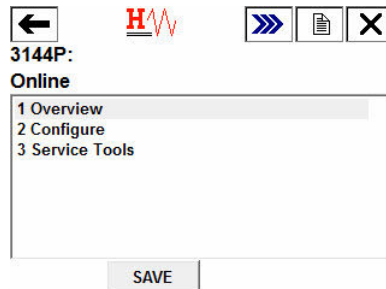 H
3144P:
Online
1 Overview
2 Configure
3 Service Tools
SAVE